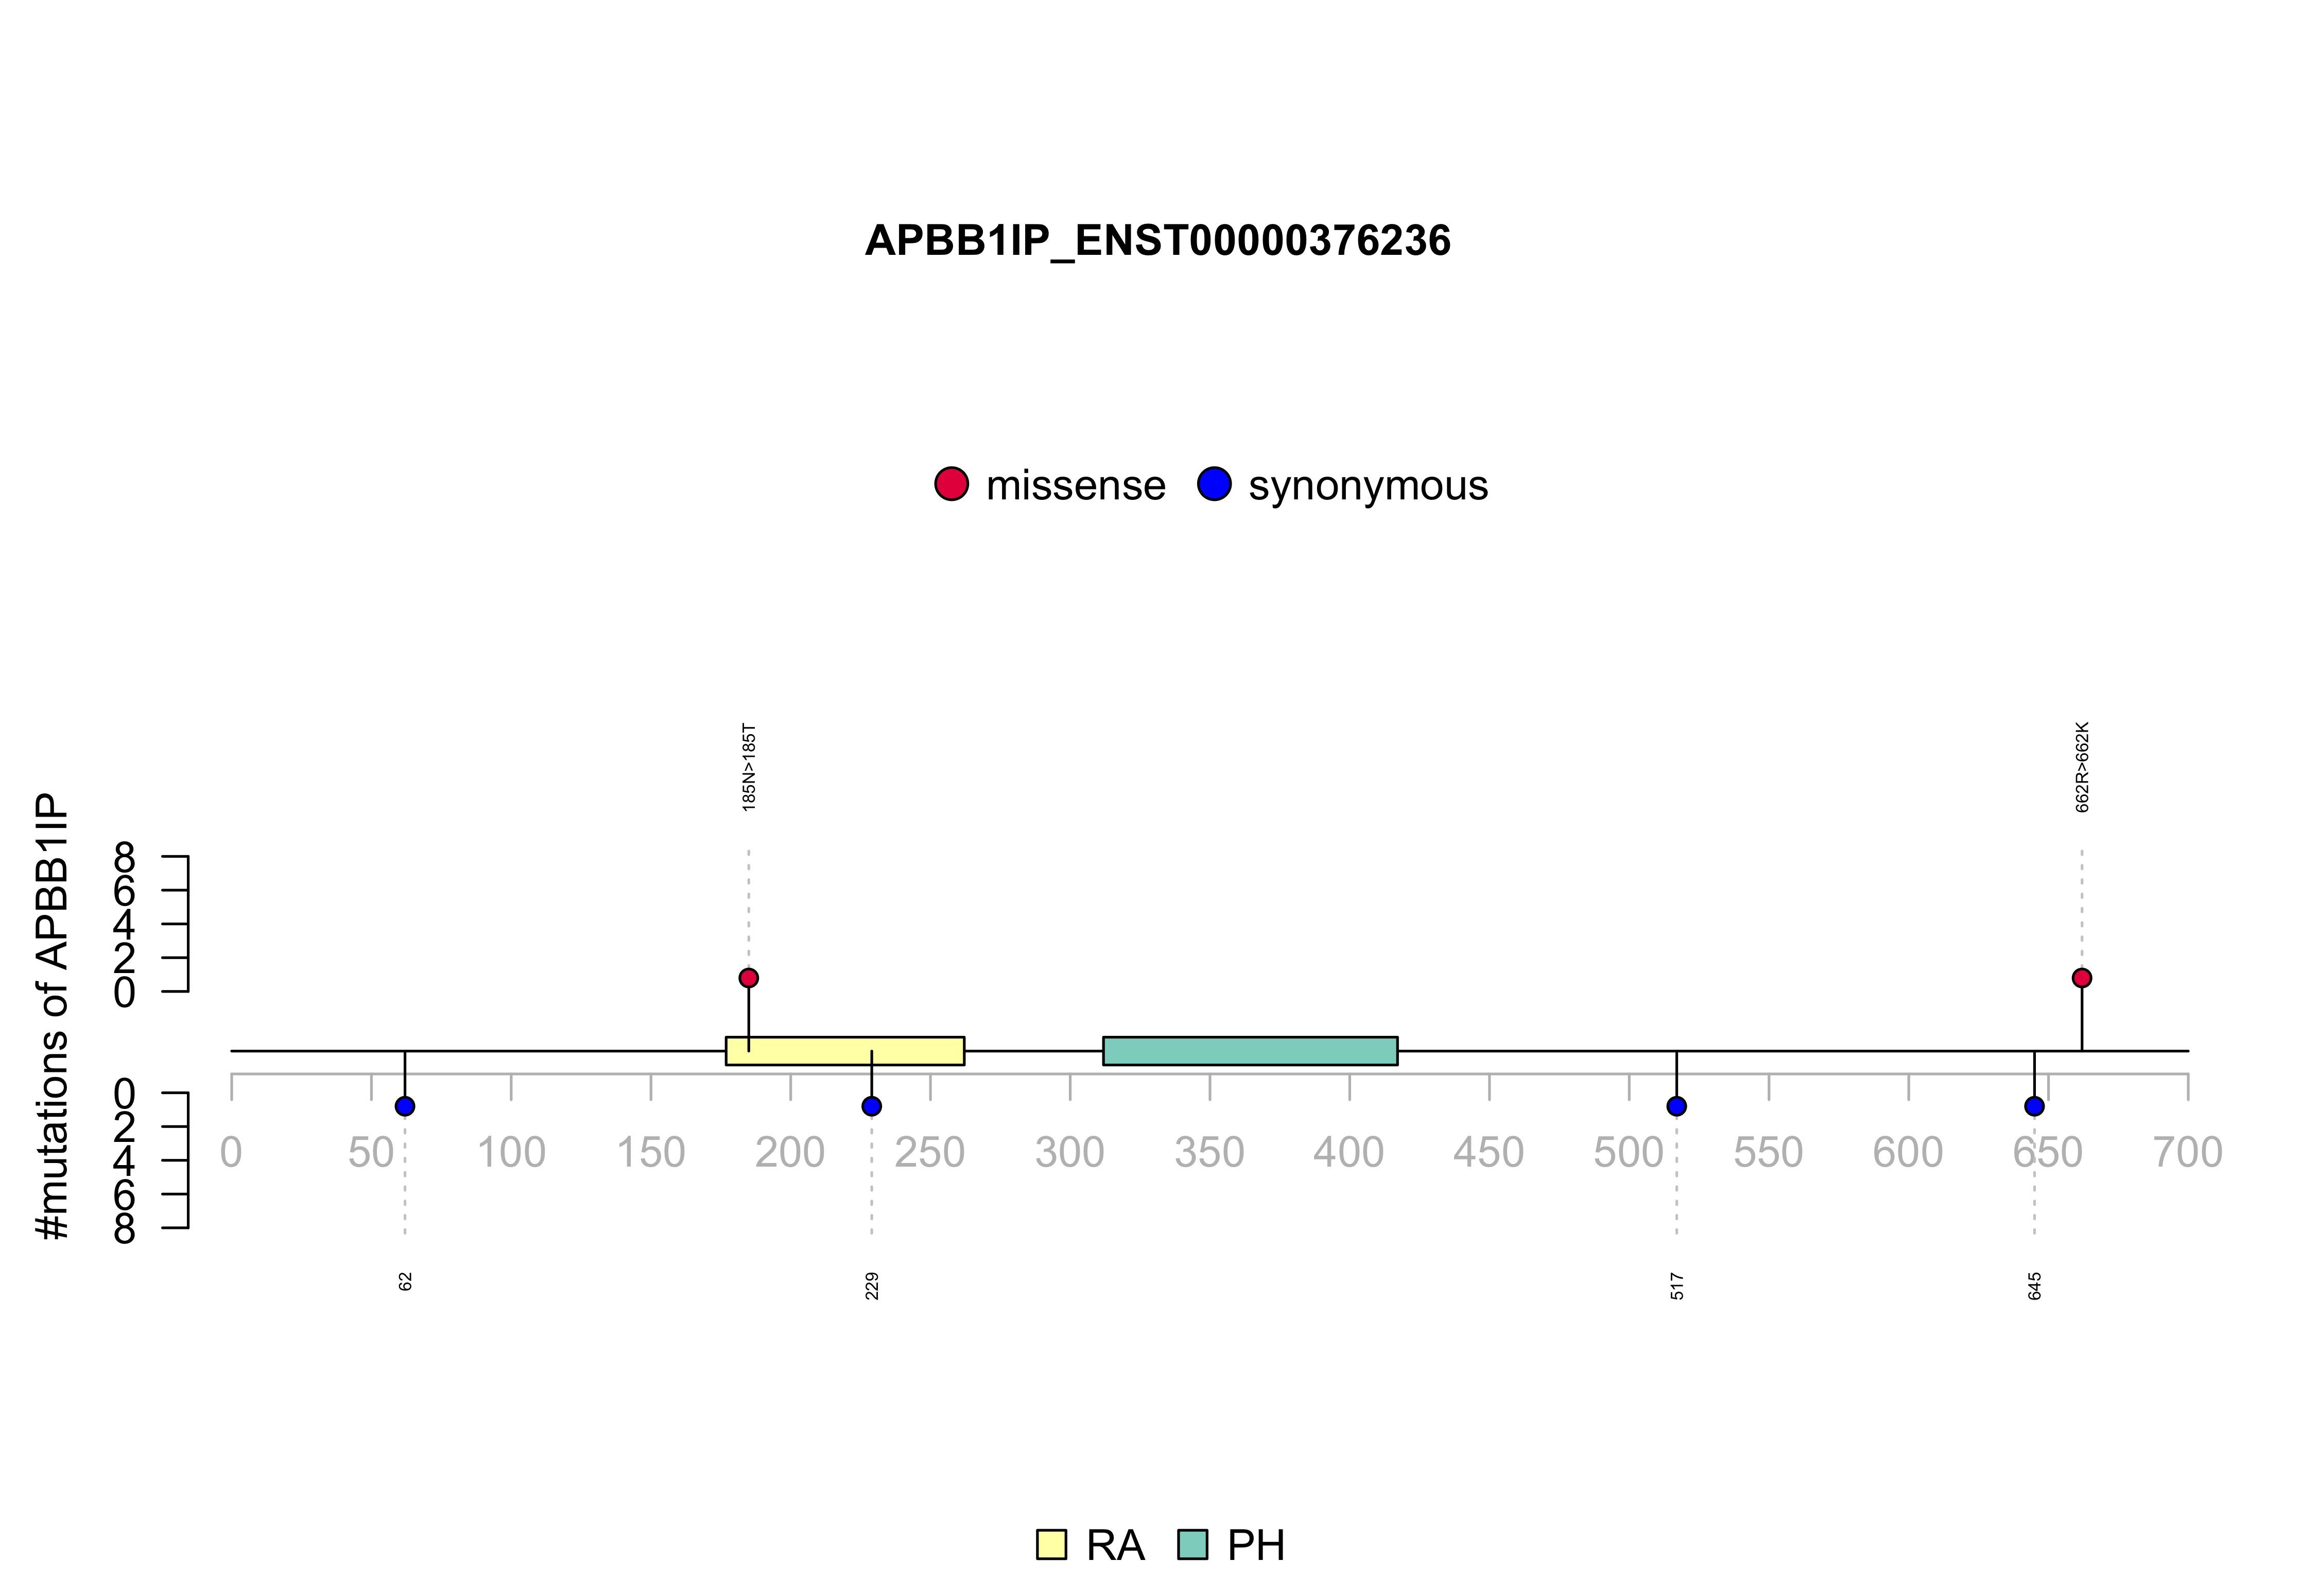 APBB1IP_ENST00000376236
missense synonymous
185N>185T 662R>662K
#mutations of APBB1IP
8
6
4
2
0
0
2
4
6
8
0 50 100 150 200 250 300 350 400 450 500 550 600 650 700
62 229 517 645
RA PH